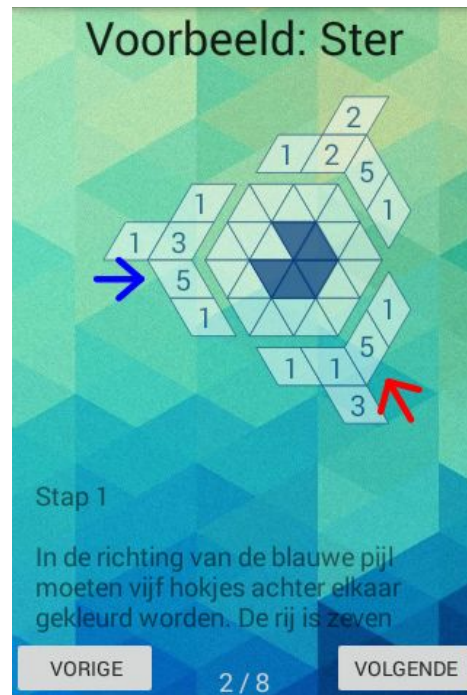 Voorbeeld: Ster
2
1 2
5
1
1
1 3
5
1
1
5
1 1
3
Stap 1
In de richting van de blauwe pijl
moeten vijf hokjes achter elkaar
gekleurd worden. De rij is zeven
VORIGE
2 / 8
VOLGENDE